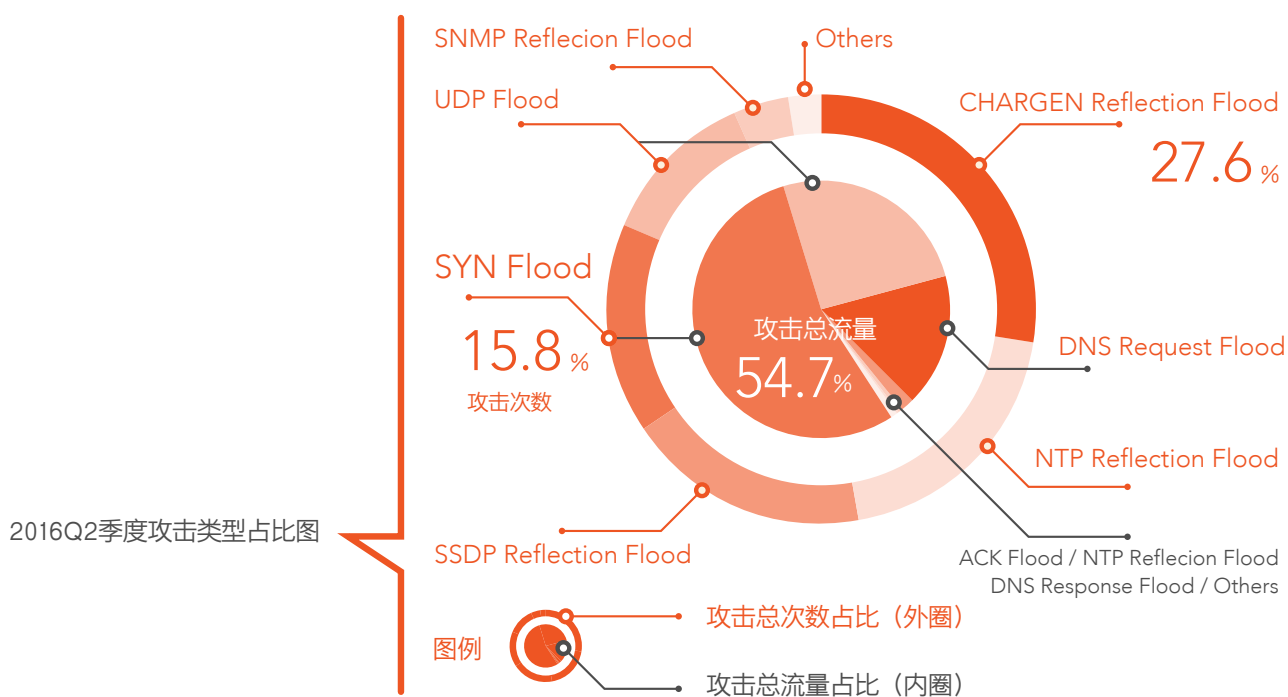 SNMP Reflecion Flood
Others
UDP Flood
CHARGEN Reflection Flood
27.6 %
SYN Flood
15.8 %
攻击次数
攻击总流量
54.7%
DNS Request Flood
NTP Reflection Flood
2016Q2季度攻击类型占比图
SSDP Reflection Flood
ACK Flood / NTP Reflecion Flood
DNS Response Flood / Others
图例
攻击总次数占比（外圈）
攻击总流量占比（内圈）